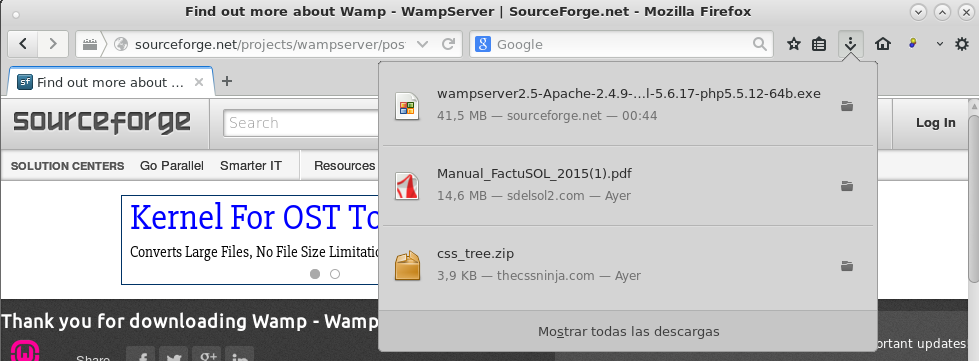 Find out more about Wamp - WampServer | SourceForge.net - Mozilla Firefox
sourceforge.net/projects/wampserver/pos
Google
Find out more about ...
wampserver2.5-Apache-2.4.9-...l-5.6.17-php5.5.12-64b.exe
41,5 MB — sourceforge.net — 00:44
Manual_FactuSOL_2015(1).pdf
14,6 MB — sdelsol2.com — Ayer
css_tree.zip
3,9 KB — thecssninja.com — Ayer
Mostrar todas las descargas
sourceforge
Search
Log In
SOLUTION CENTERS Go Parallel Smarter IT Resources
Kernel For OST To
Converts Large Files, No File Size Limitatio
Thank you for downloading Wamp - Wamp
Share
ortant updates